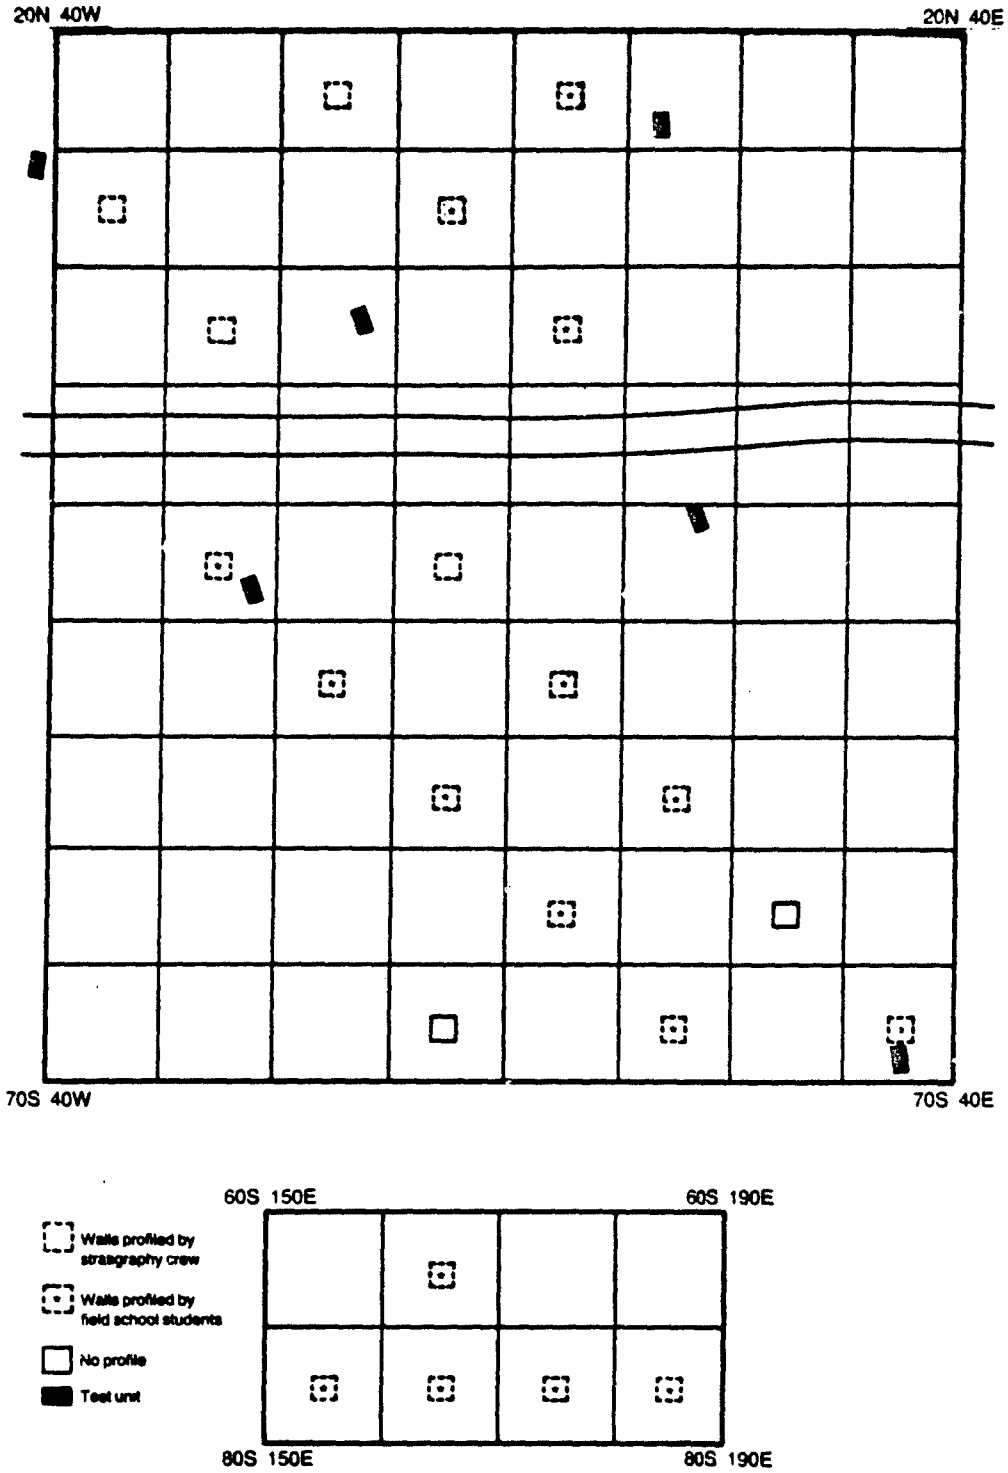 20N 40W
20N 40E
70S 40W
70S 40E
60S 150E
60S 190E
Walls profiled by
stratigraphy crew
Walls profiled by
field school students
No profile
Test unit
80S 150E
80S 190E